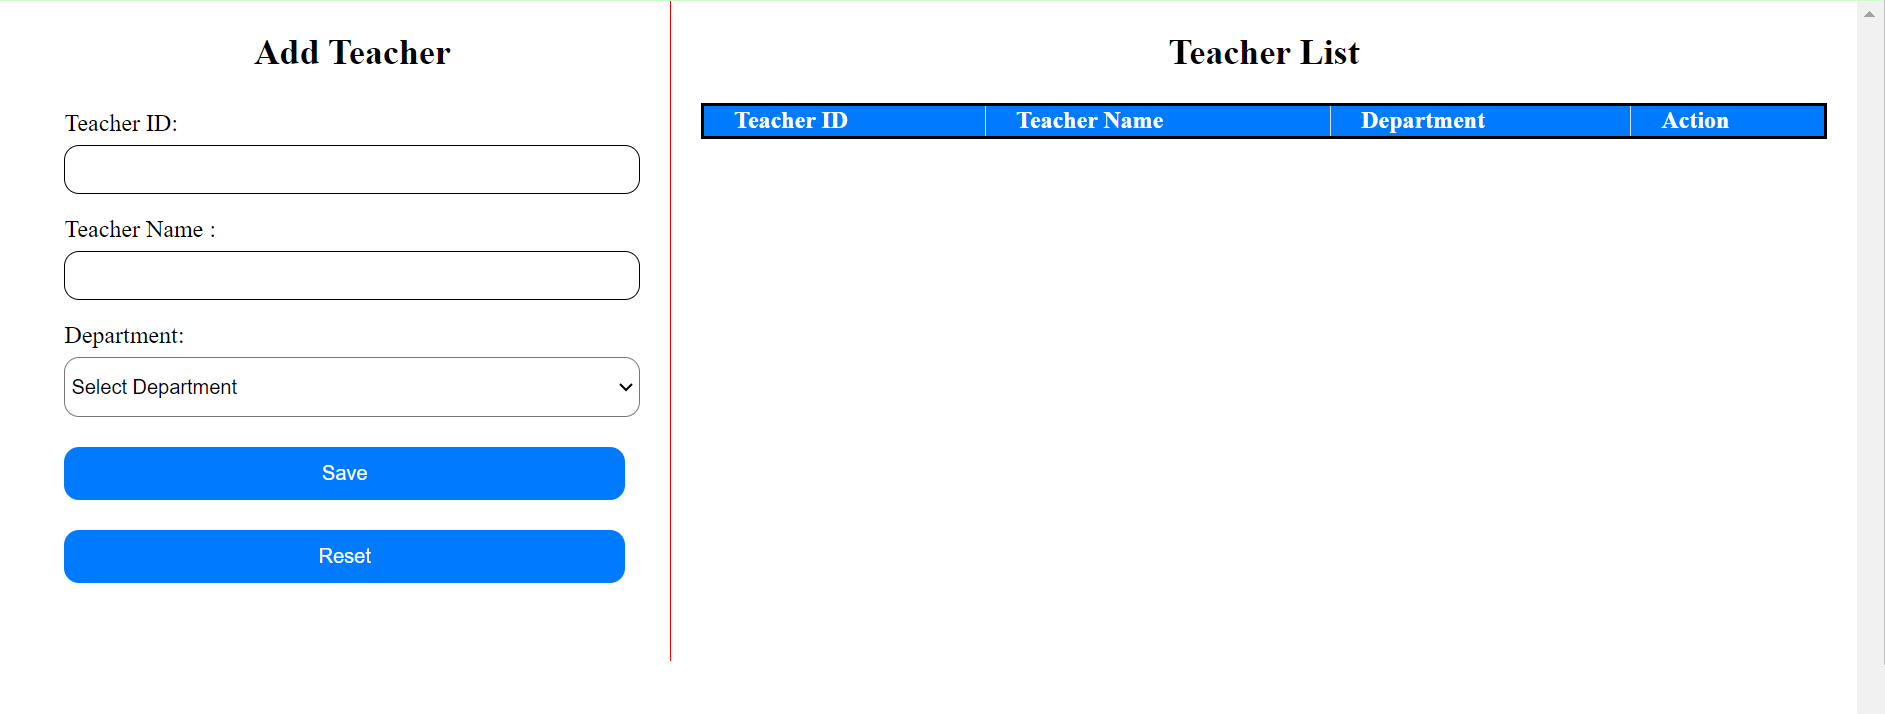 Add Teacher
Teacher ID:
Teacher Name :
Department:
Select Department
Save
Reset
Teacher List
Teacher ID Teacher Name Department Action